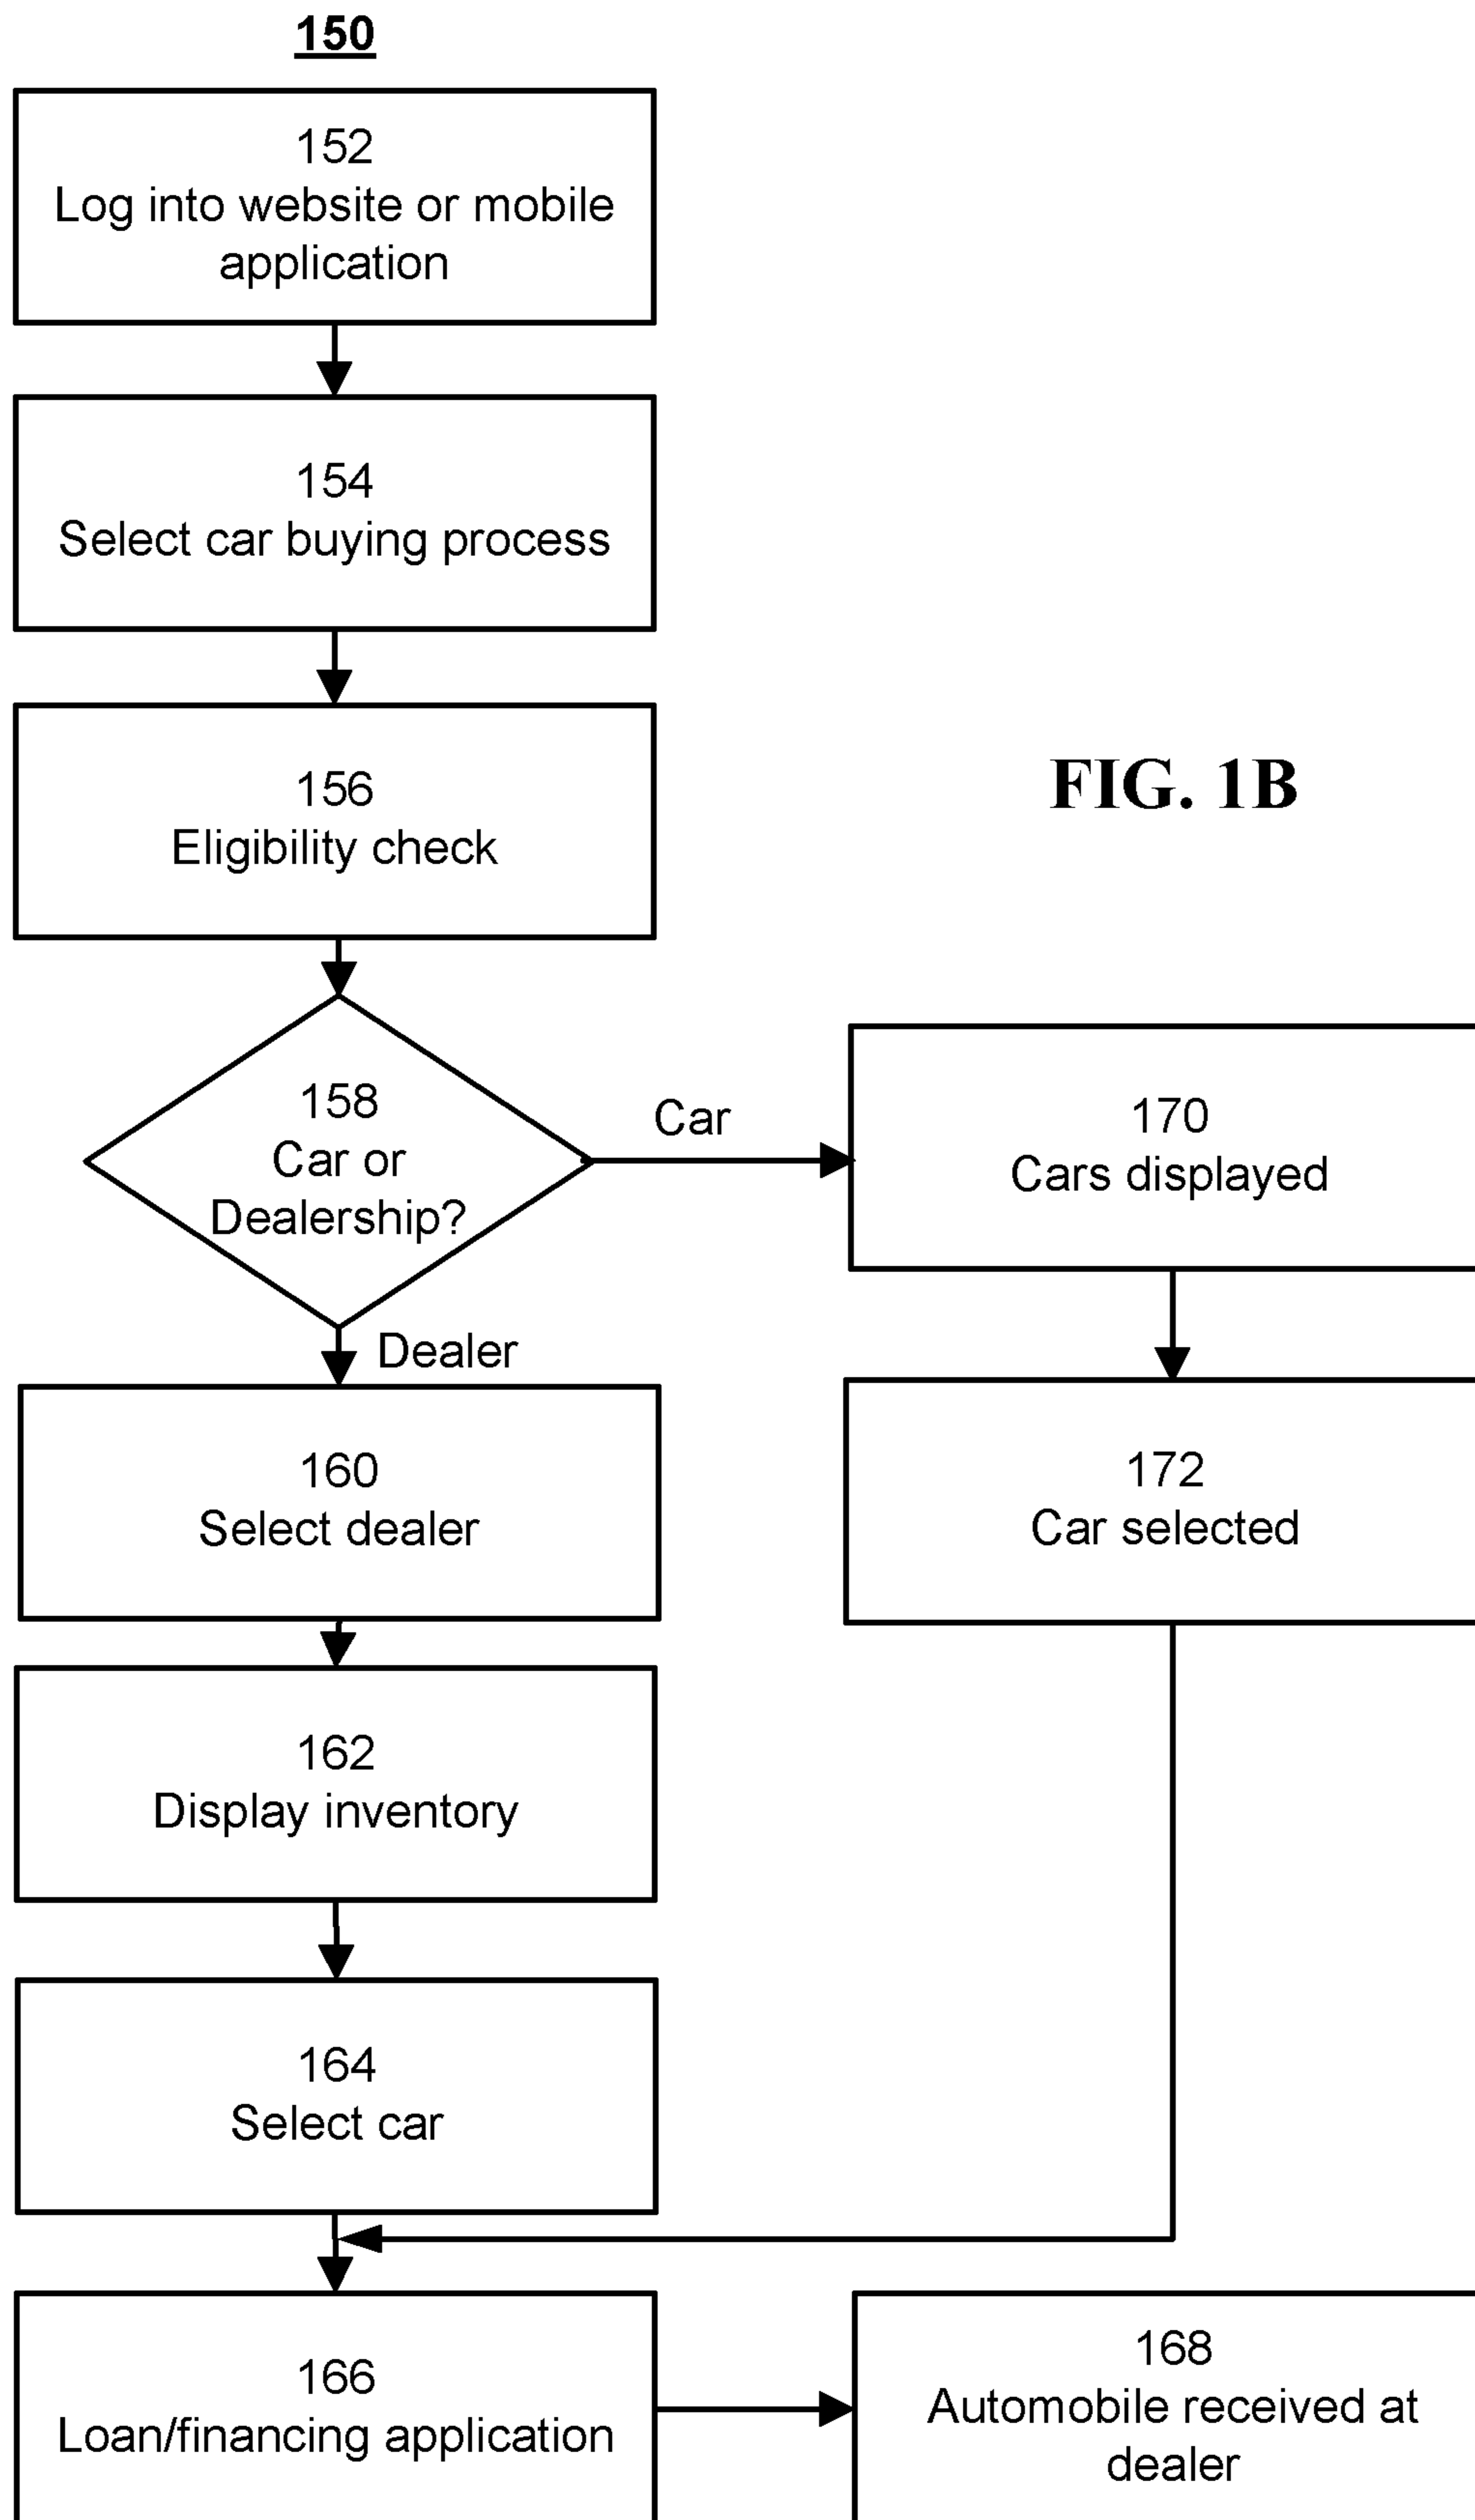 150
152
Log into website or mobile
application
154
Select car buying process
156
Eligibility check
FIG. 1B
158
Car or
Dealership?
Car
170
Cars displayed
Dealer
160
Select dealer
172
Car selected
162
Display inventory
164
Select car
166
Loan/financing application
168
Automobile received at
dealer